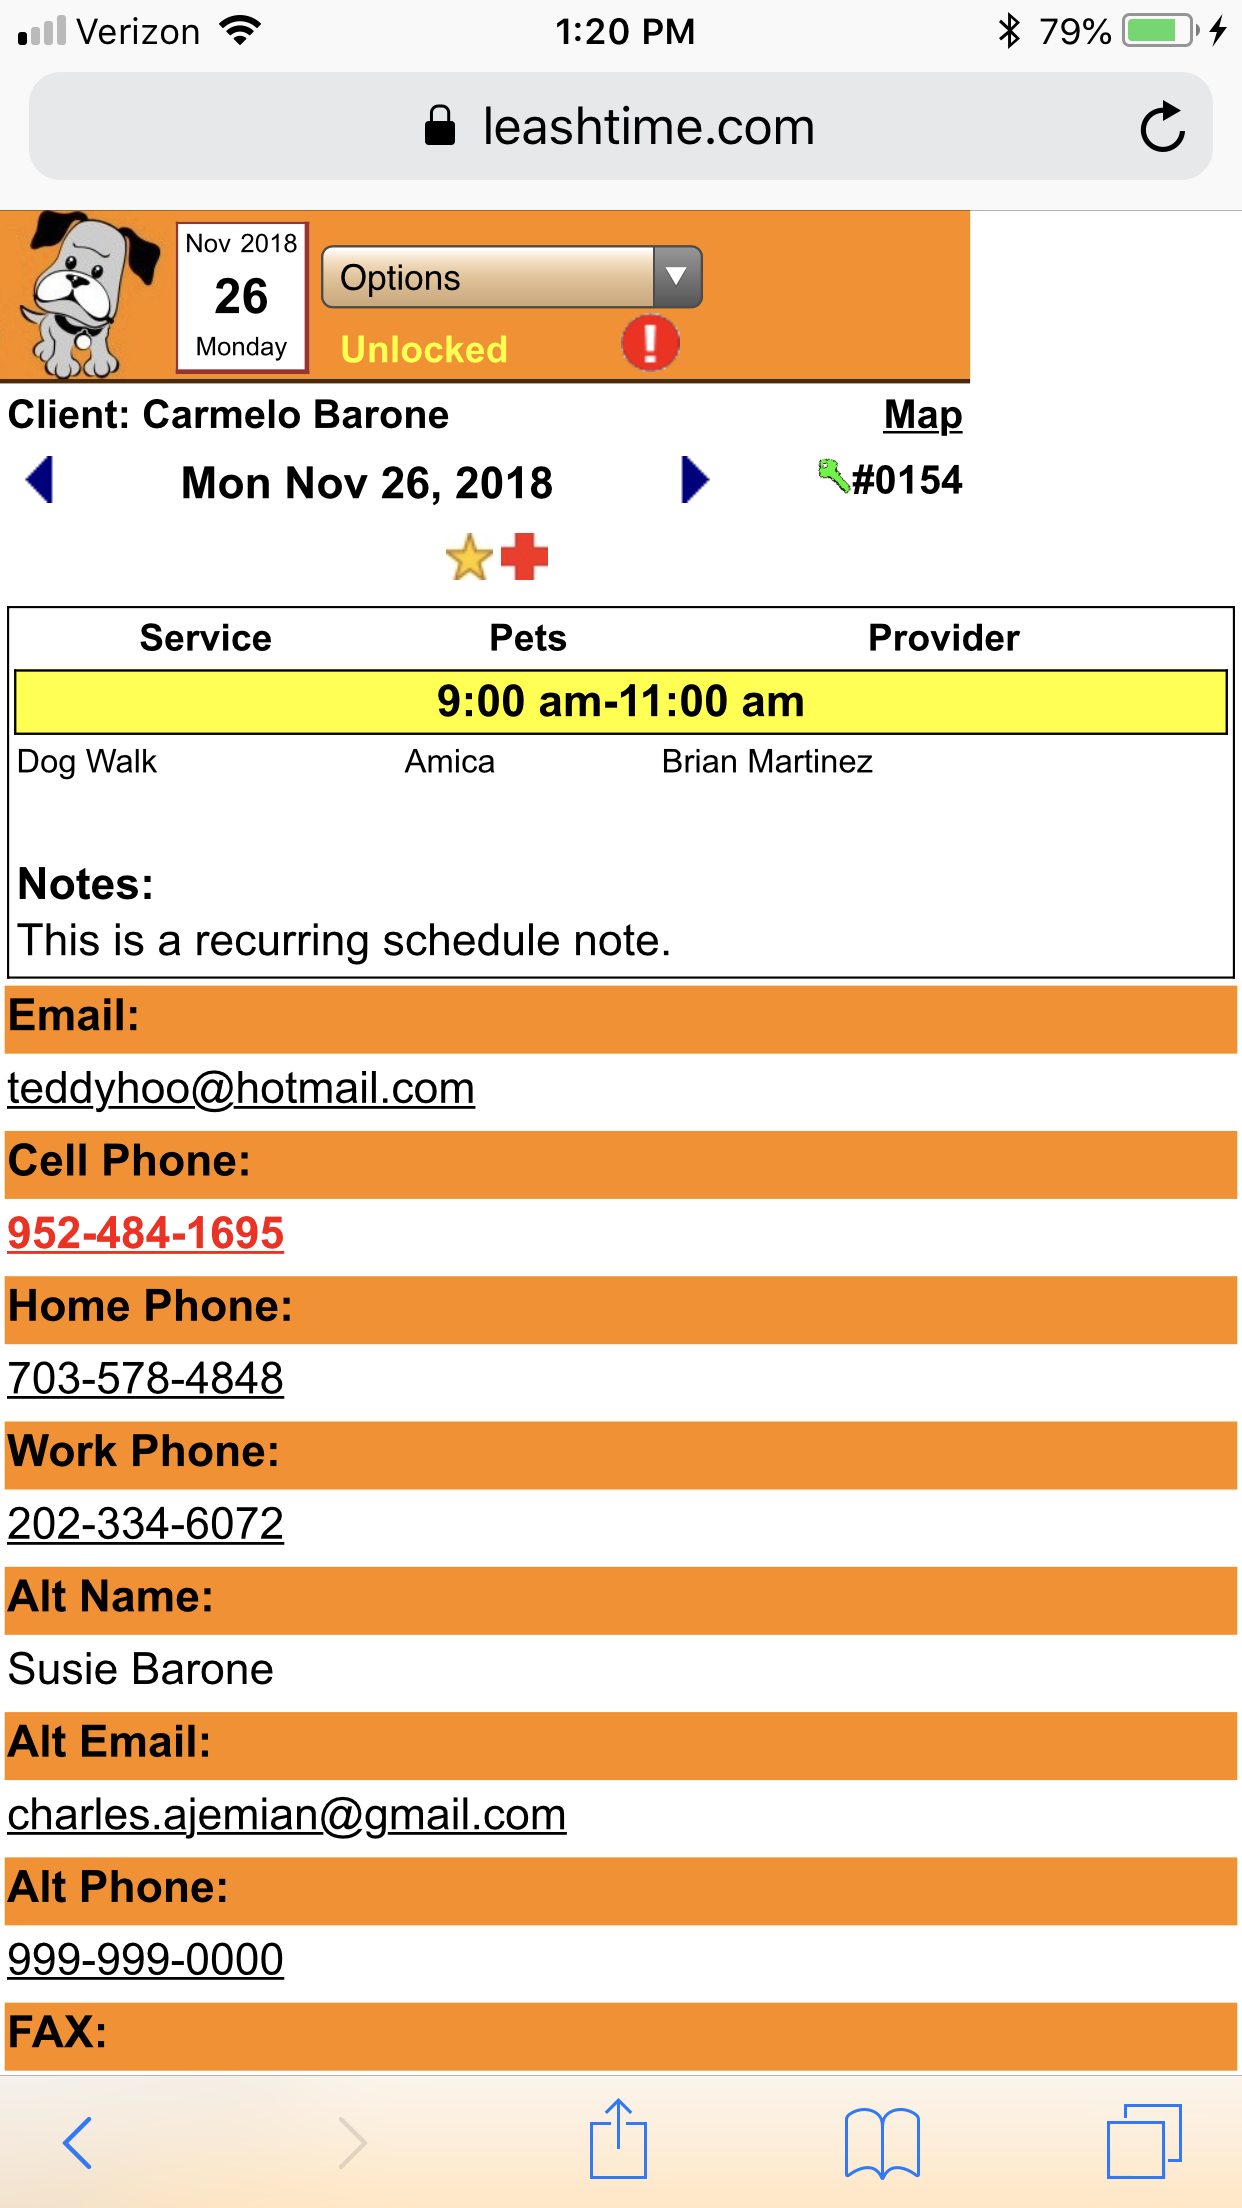 Verizon 1:20 PM 79%
leashtime.com
Nov 2018
26
Monday
Options
Unlocked
Client: Carmelo Barone Map
Mon Nov 26, 2018 #0154
Service Pets Provider
9:00 am-11:00 am
Dog Walk Amica Brian Martinez
Notes:
This is a recurring schedule note.
Email:
teddyhoo@hotmail.com
Cell Phone:
952-484-1695
Home Phone:
703-578-4848
Work Phone:
202-334-6072
Alt Name:
Susie Barone
Alt Email:
charles.ajemian@gmail.com
Alt Phone:
999-999-0000
FAX: